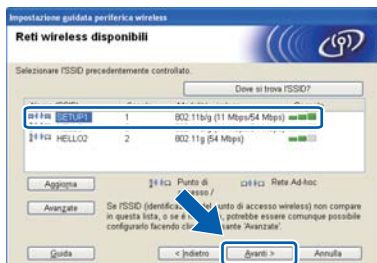 Impostazione guidata periferica wireless
Reti wireless disponibili
Selezionare l'SSID precedentemente controllato.
Dove si trova l'SSID?
SETUP1 1 802.11b/g (11 Mbps/54 Mbps)
HELLO2 2 802.11g (54 Mbps)
Aggiorna
Punto di accesso /
Rete Ad-hoc
Avanzate
Se l'SSID (identificativo del punto di accesso wireless) non compare
in questa lista, o se è potrebbe essere comunque possibile
configurarlo facendo clic pulsante 'Avanzate'.
Guida
< Indietro
Avanti >
Annulla